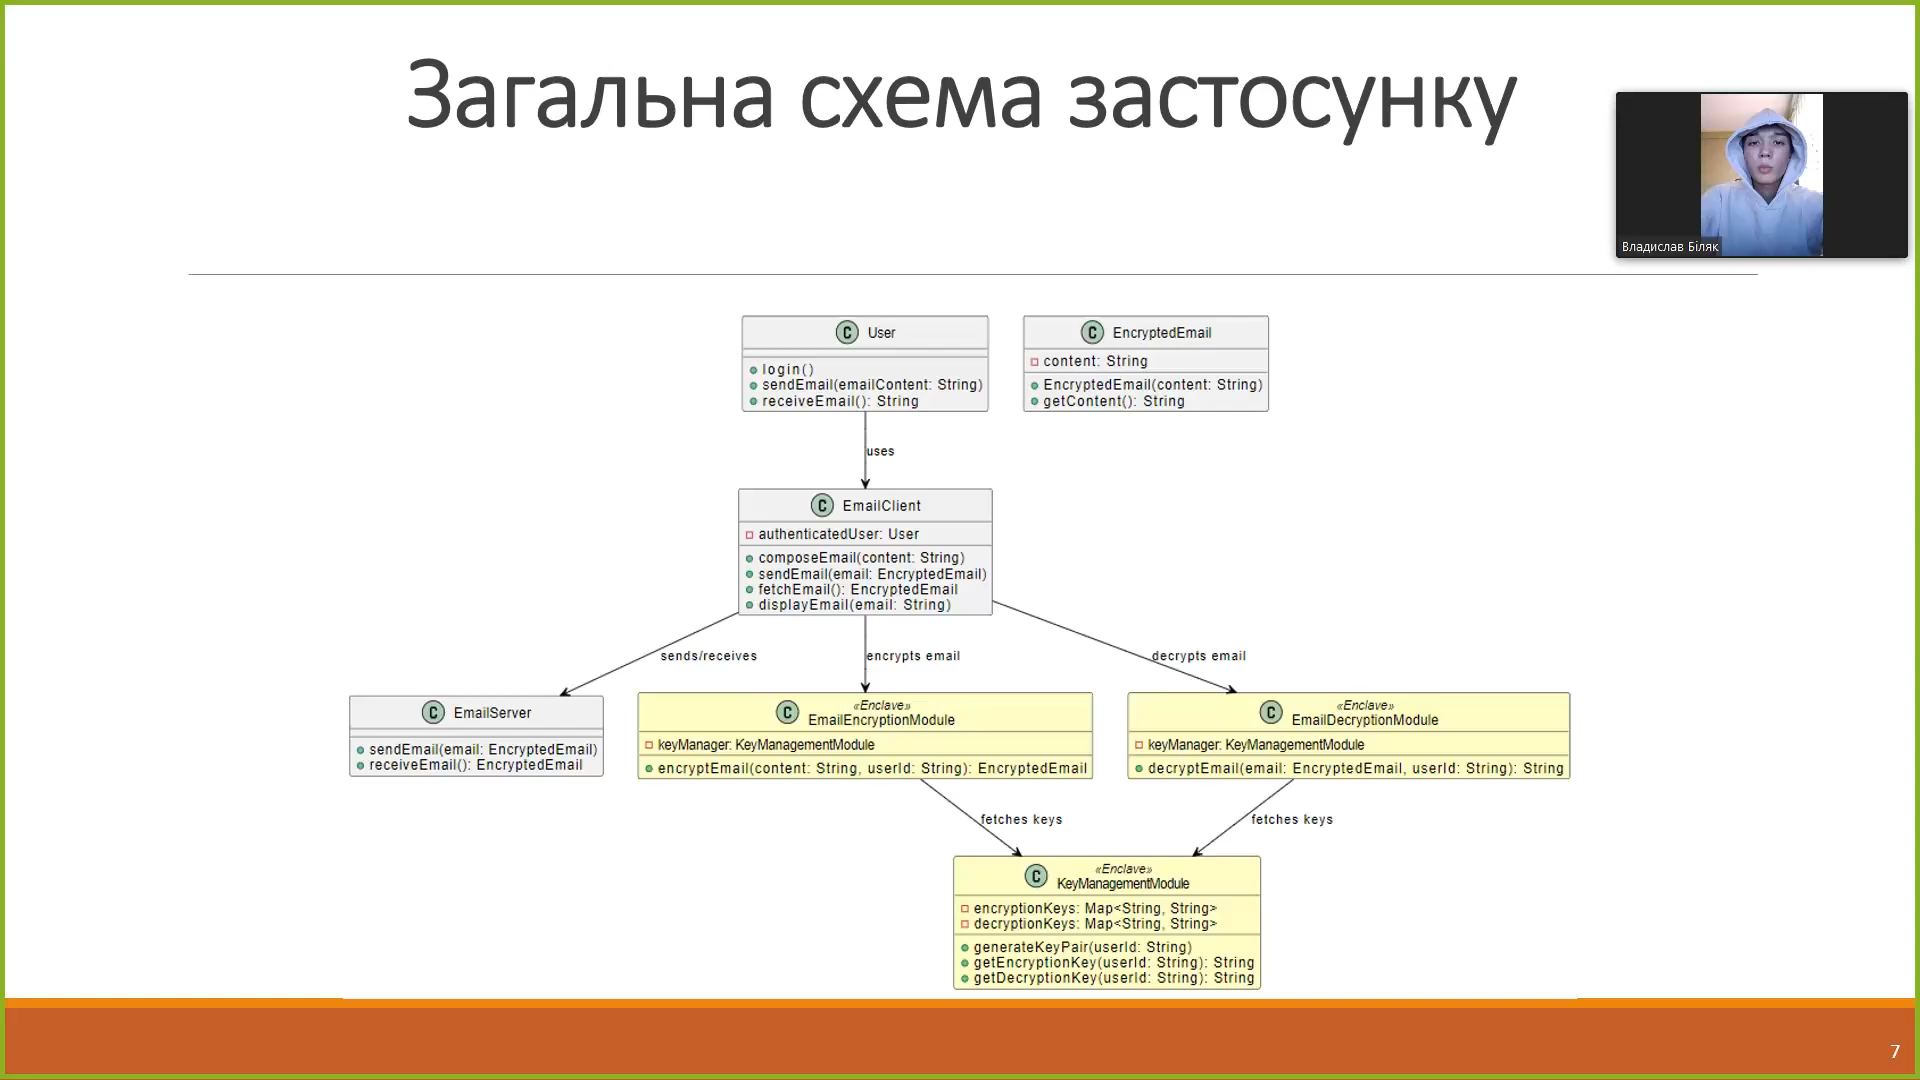 Загальна схема застосунку
Владислав Біляк
C User
login()
sendEmail(emailContent: String)
receiveEmail(): String
C EncryptedEmail
content: String
EncryptedEmail(content: String)
getContent(): String
uses
C EmailClient
authenticatedUser: User
composeEmail(content: String)
sendEmail(email: EncryptedEmail)
fetchEmail(): EncryptedEmail
displayEmail(email: String)
sends/receives
encrypts email
decrypts email
C EmailServer
sendEmail(email: EncryptedEmail)
receiveEmail(): EncryptedEmail
«Enclave»
C EmailEncryptionModule
keyManager: KeyManagementModule
encryptEmail(content: String, userId: String): EncryptedEmail
«Enclave»
C EmailDecryptionModule
keyManager: KeyManagementModule
decryptEmail(email: EncryptedEmail, userId: String): String
fetches keys
fetches keys
«Enclave»
C KeyManagementModule
encryptionKeys: Map<String, String>
decryptionKeys: Map<String, String>
generateKeyPair(userId: String)
getEncryptionKey(userId: String): String
getDecryptionKey(userId: String): String
7